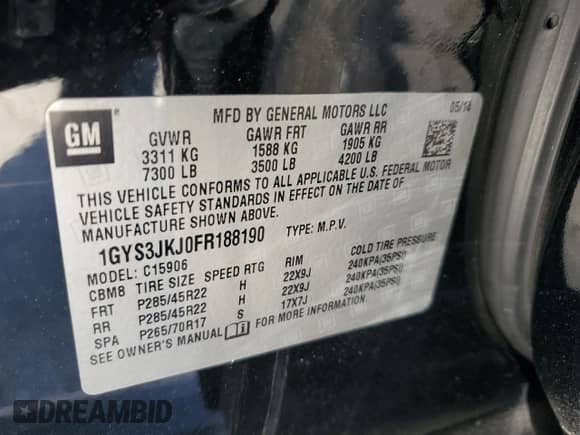 MFD BY GENERAL MOTORS LLC
GM
GVWR GAWR FRT GAWR RR
3311 KG 1588 KG 1905 KG
7300 LB 3500 LB 4200 LB
THIS VEHICLE CONFORMS TO ALL APPLICABLE U.S. FEDERAL MOTOR
VEHICLE SAFETY STANDARDS IN EFFECT ON THE DATE OF
MANUFACTURE SHOWN ABOVE.
1GYS3JKJ0FR188190 TYPE: M.P.V.
MODEL: C15906
CBM8 TIRE SIZE SPEED RTG RIM COLD TIRE PRESSURE
FRT P285/45R22 H 22X9J 240KPA(35PSI)
RR P285/45R22 H 22X9J 240KPA(35PSI)
SPA P265/70R17 S 17X7J 240KPA(35PSI)
SEE OWNER'S MANUAL FOR MORE INFORMATION
DREAMBID